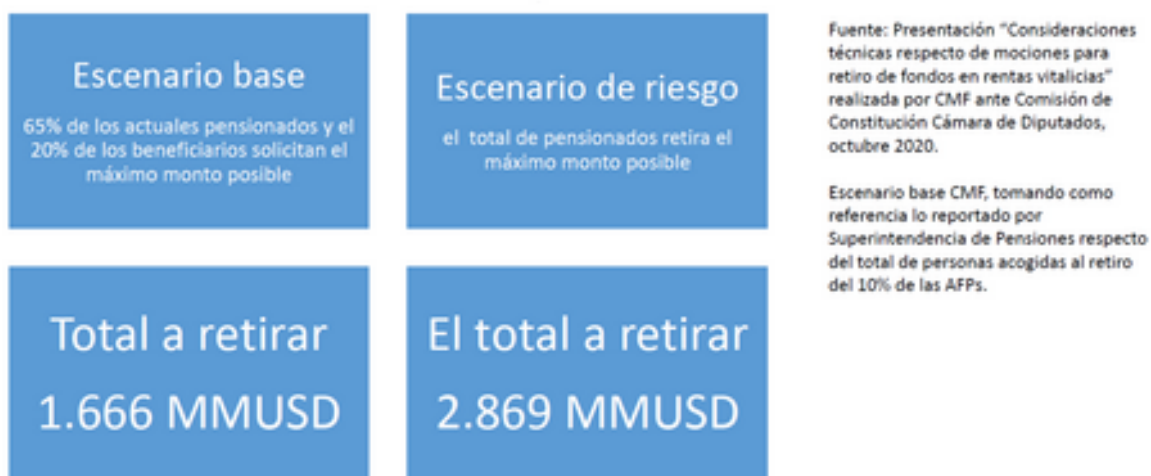 Escenario base
65% de los actuales pensionados y el
20% de los beneficiarios solicitan el
máximo monto posible
Escenario de riesgo
el total de pensionados retira el
máximo monto posible
Total a retirar
1.666 MMUSD
El total a retirar
2.869 MMUSD
Fuente: Presentación "Consideraciones
técnicas respecto de mociones para
retiro de fondos en rentas vitalicias"
realizada por CMF ante Comisión de
Constitución Cámara de Diputados,
octubre 2020.
Escenario base CMF, tomando como
referencia lo reportado por
Superintendencia de Pensiones respecto
del total de personas acogidas al retiro
del 10% de las AFPs.